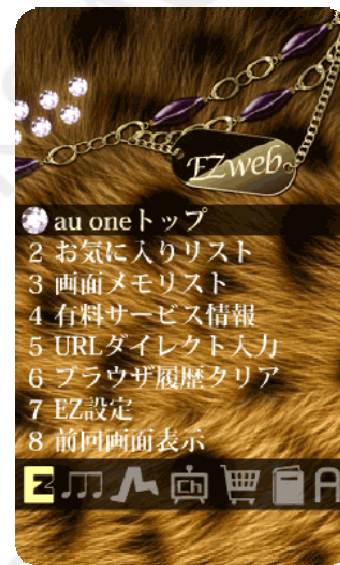 EZweb
au oneトップ
2 お気に入りリスト
3 画面メモリスト
4 有料サービス情報
5 URLダイレクト入力
6 ブラウザ履歴クリア
7 EZ設定
8 前回画面表示
E Ch A